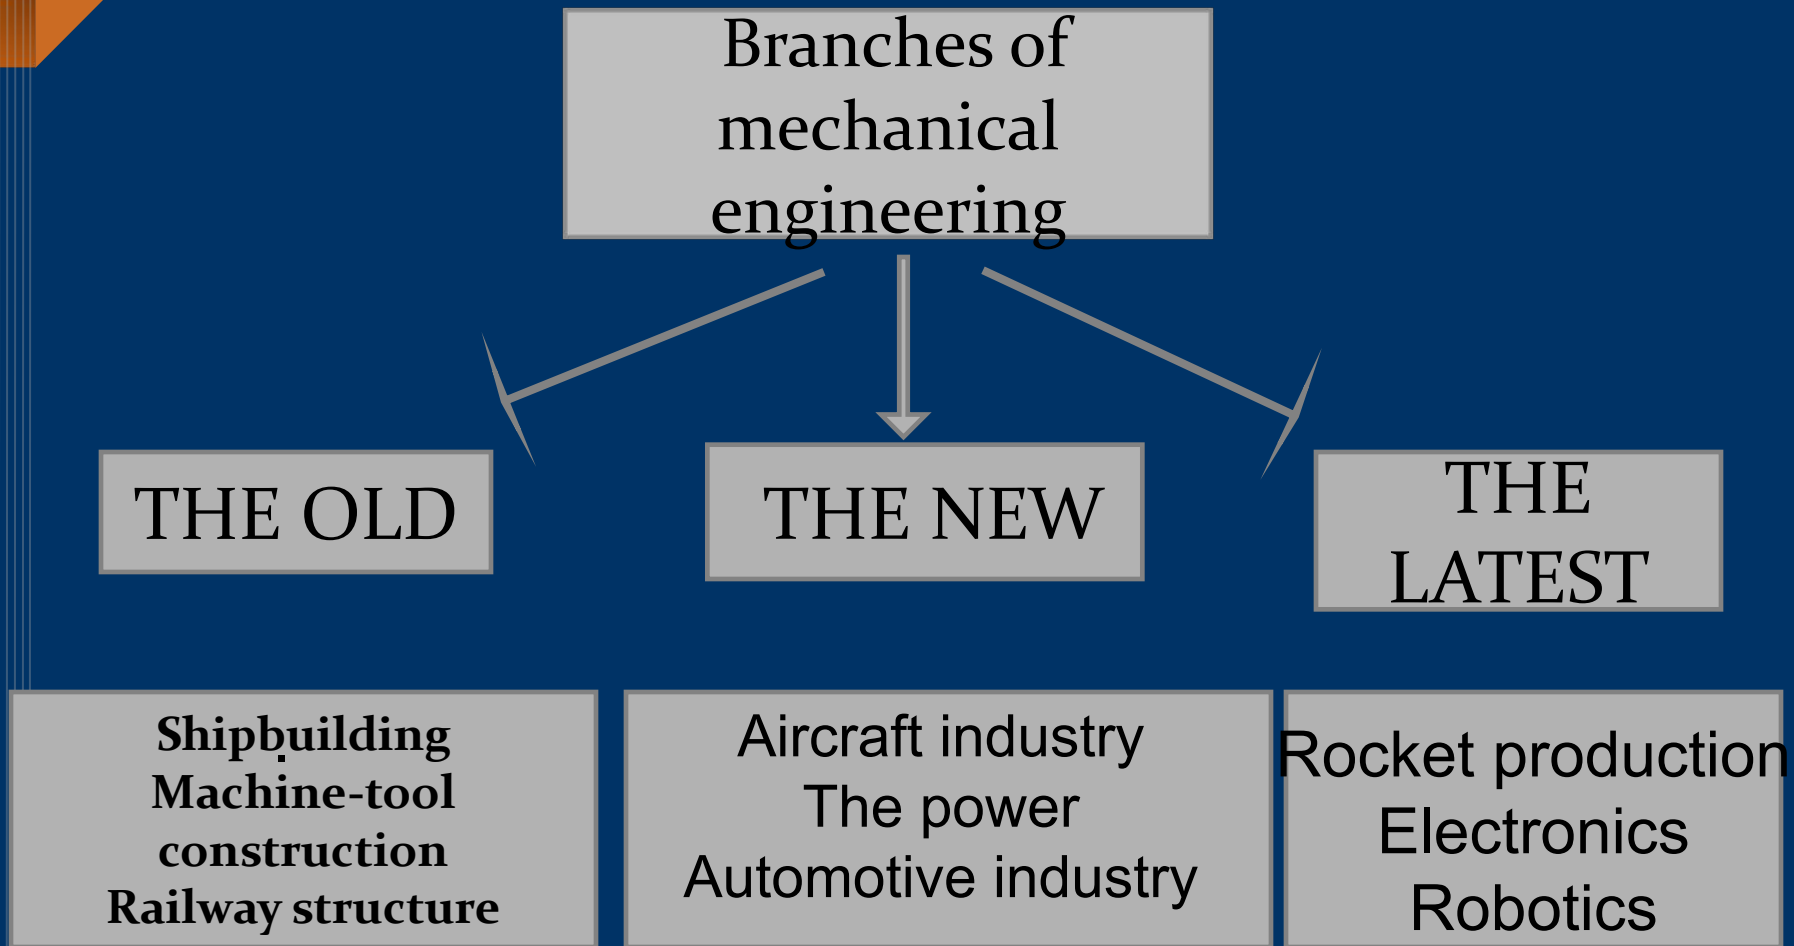 Branches of
mechanical
engineering
THE OLD
THE NEW
THE
LATEST
Shipbuilding
Machine-tool
construction
Railway structure
Aircraft industry
The power
Automotive industry
Rocket production
Electronics
Robotics